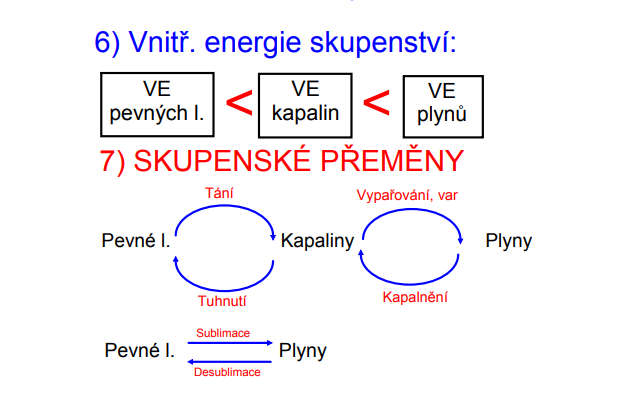 6) Vnitř. energie skupenství:
VE
pevných l.
<
VE
kapalin
<
VE
plynů
7) SKUPENSKÉ PŘEMĚNY
Tání
Vypařování, var
Pevné l.
Kapaliny
Plyny
Tuhnutí
Kapalnění
Sublimace
Pevné l.
Plyny
Desublimace